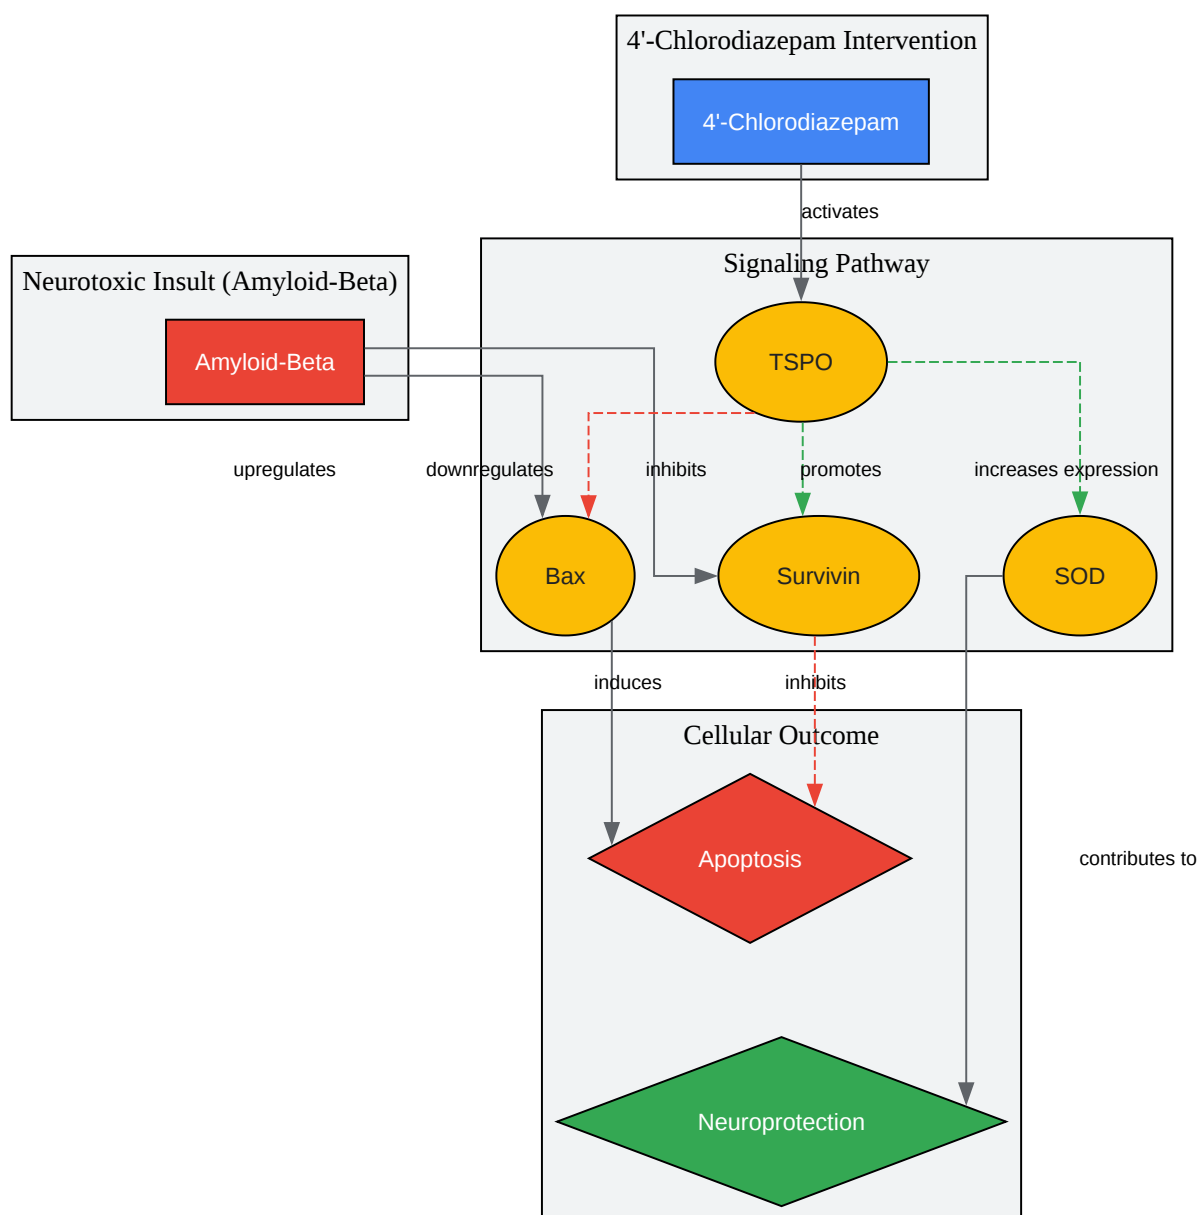 4'-Chlorodiazepam Intervention
4'-Chlorodiazepam
activates
Neurotoxic Insult (Amyloid-Beta)
Amyloid-Beta
Signaling Pathway
TSPO
upregulates
downregulates
inhibits
promotes
increases expression
Bax
Survivin
SOD
induces
inhibits
Cellular Outcome
Apoptosis
contributes to
Neuroprotection